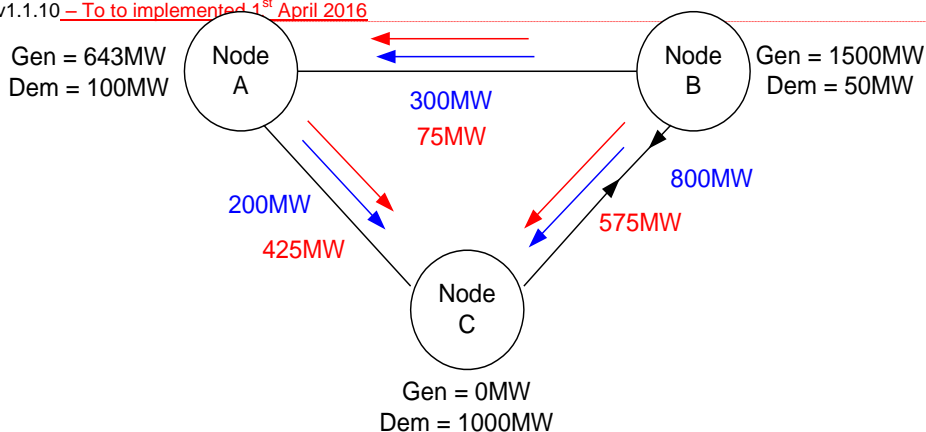 v1.1.10 – To to implemented 1st April 2016
Gen = 643MW
Dem = 100MW
Node
A
Node
B
Gen = 1500MW
Dem = 50MW
300MW
75MW
200MW
425MW
800MW
575MW
Node
C
Gen = 0MW
Dem = 1000MW